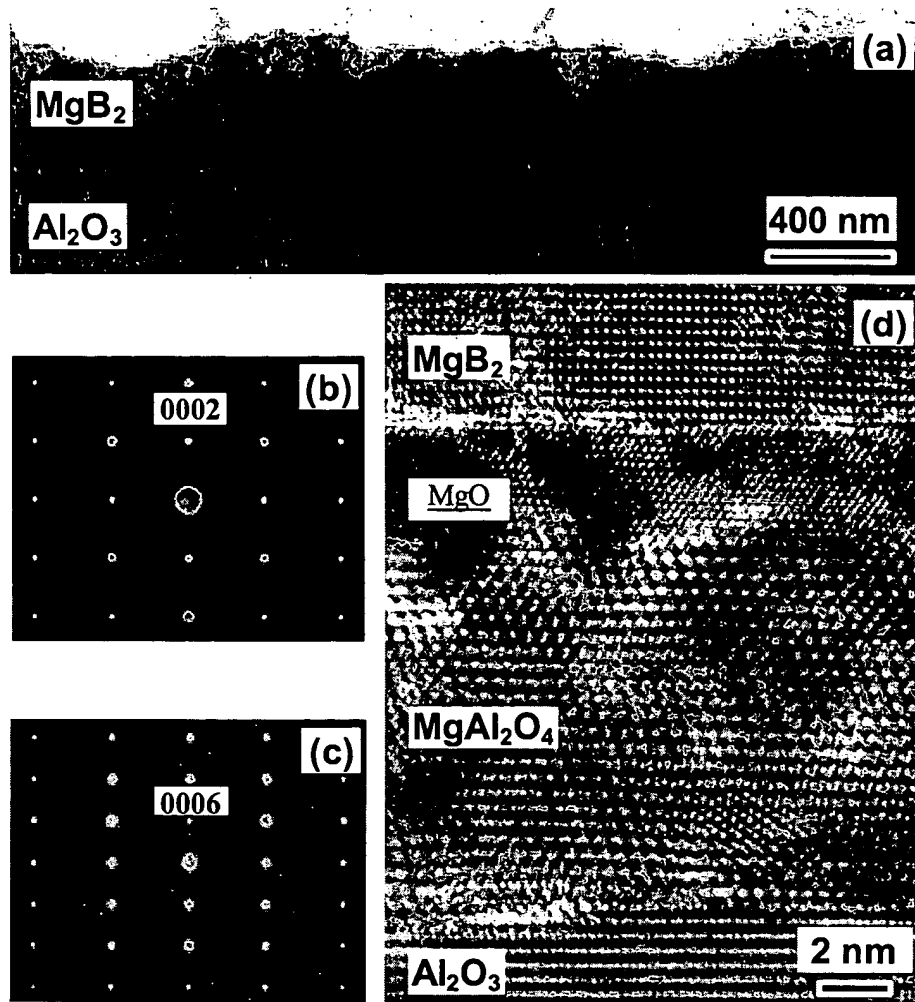 (a)
MgB₂
Al₂O₃
400 nm
(b)
0002
(c)
0006
(d)
MgB₂
MgO
MgAl₂O₄
Al₂O₃
2 nm